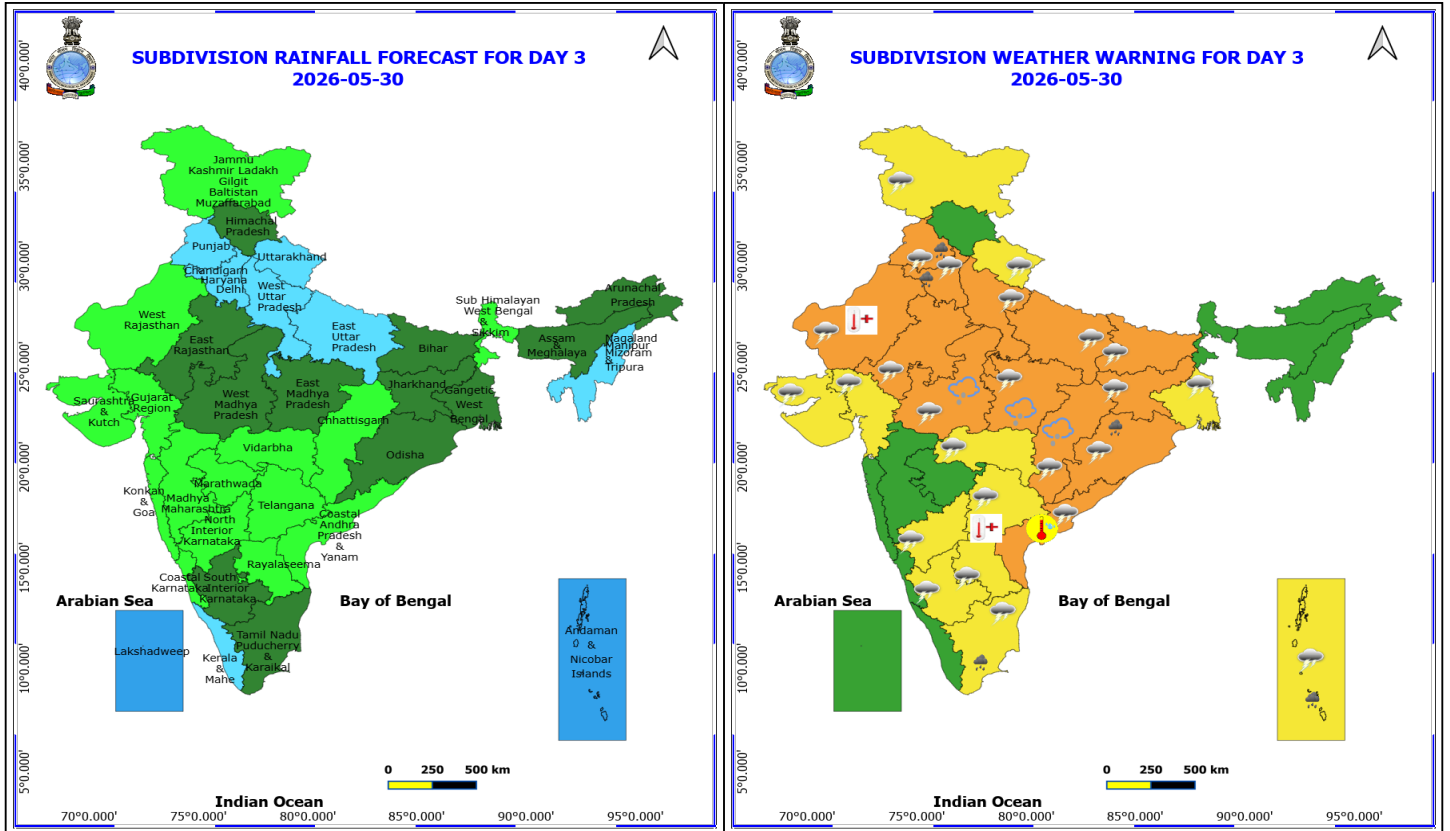 SUBDIVISION RAINFALL FORECAST FOR DAY 3
2026-05-30
40°0.000'
35°0.000'
30°0.000'
25°0.000'
20°0.000'
15°0.000'
10°0.000'
5°0.000'
Jammu
Kashmir Ladakh
Gilgit
Baltistan
Muzaffarabad
Himachal
Pradesh
Punjab
Uttarakhand
Chandigarh
Haryana
Delhi
West
Uttar
Pradesh
West
Rajasthan
East
Uttar
Pradesh
Sub Himalayan
West Bengal
&
Sikkim
Arunachal
Pradesh
Assam
&
Meghalaya
Nagaland
Manipur
Mizoram
&
Tripura
East
Rajasthan
Bihar
Saurashtra
&
Kutch
Gujarat
Region
West
Madhya
Pradesh
East
Madhya
Pradesh
Jharkhand
Gangetic
West
Bengal
Chhattisgarh
Vidarbha
Odisha
Konkan
&
Goa
Marathwada
Madhya
Maharashtra
North
Interior
Karnataka
Telangana
Coastal
Andhra
Pradesh
&
Yanam
Rayalaseema
Coastal
Karnataka
South
Interior
Karnataka
Arabian Sea
Bay of Bengal
Lakshadweep
Kerala
&
Mahe
Tamil Nadu
Puducherry
&
Karaikal
Andaman
&
Nicobar
Islands
0 250 500 km
Indian Ocean
70°0.000' 75°0.000' 80°0.000' 85°0.000' 90°0.000' 95°0.000'
SUBDIVISION WEATHER WARNING FOR DAY 3
2026-05-30
40°0.000'
35°0.000'
30°0.000'
25°0.000'
20°0.000'
15°0.000'
10°0.000'
5°0.000'
Arabian Sea
Bay of Bengal
0 250 500 km
Indian Ocean
70°0.000' 75°0.000' 80°0.000' 85°0.000' 90°0.000' 95°0.000'